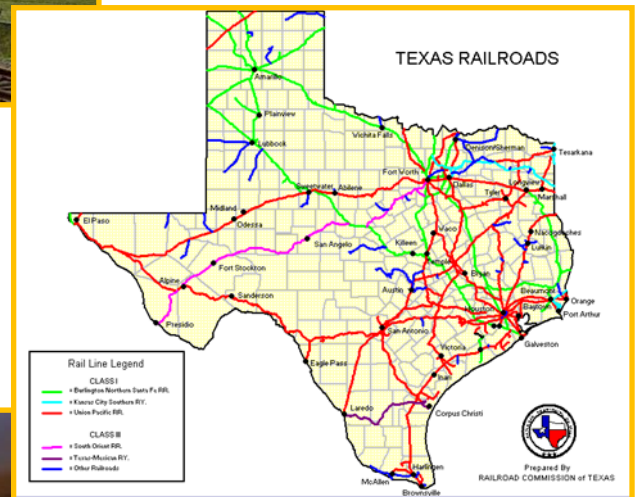 TEXAS RAILROADS
Amarillo
Plainview
Lubbock
Wichita Falls
Denison/Sherman
Texarkana
Fort Worth
Dallas
Longview
Tyler
Marshall
Sweetwater
Abilene
Midland
Odessa
El Paso
Nacogdoches
Lufkin
Waco
Killeen
Temple
San Angelo
Fort Stockton
Bryan
Alpine
Austin
Beaumont
Orange
Houston
Baytown
Port Arthur
Sanderson
San Antonio
Galveston
Presidio
Victoria
Eagle Pass
Laredo
Corpus Christi
Harlingen
McAllen
Brownsville
Rail Line Legend
CLASS I
Burlington Northern Santa Fe RR.
Kansas City Southern RY.
Union Pacific RR.
CLASS III
South Orient RR.
Texas-Mexican RY.
Other Railroads
Prepared By
RAILROAD COMMISSION of TEXAS